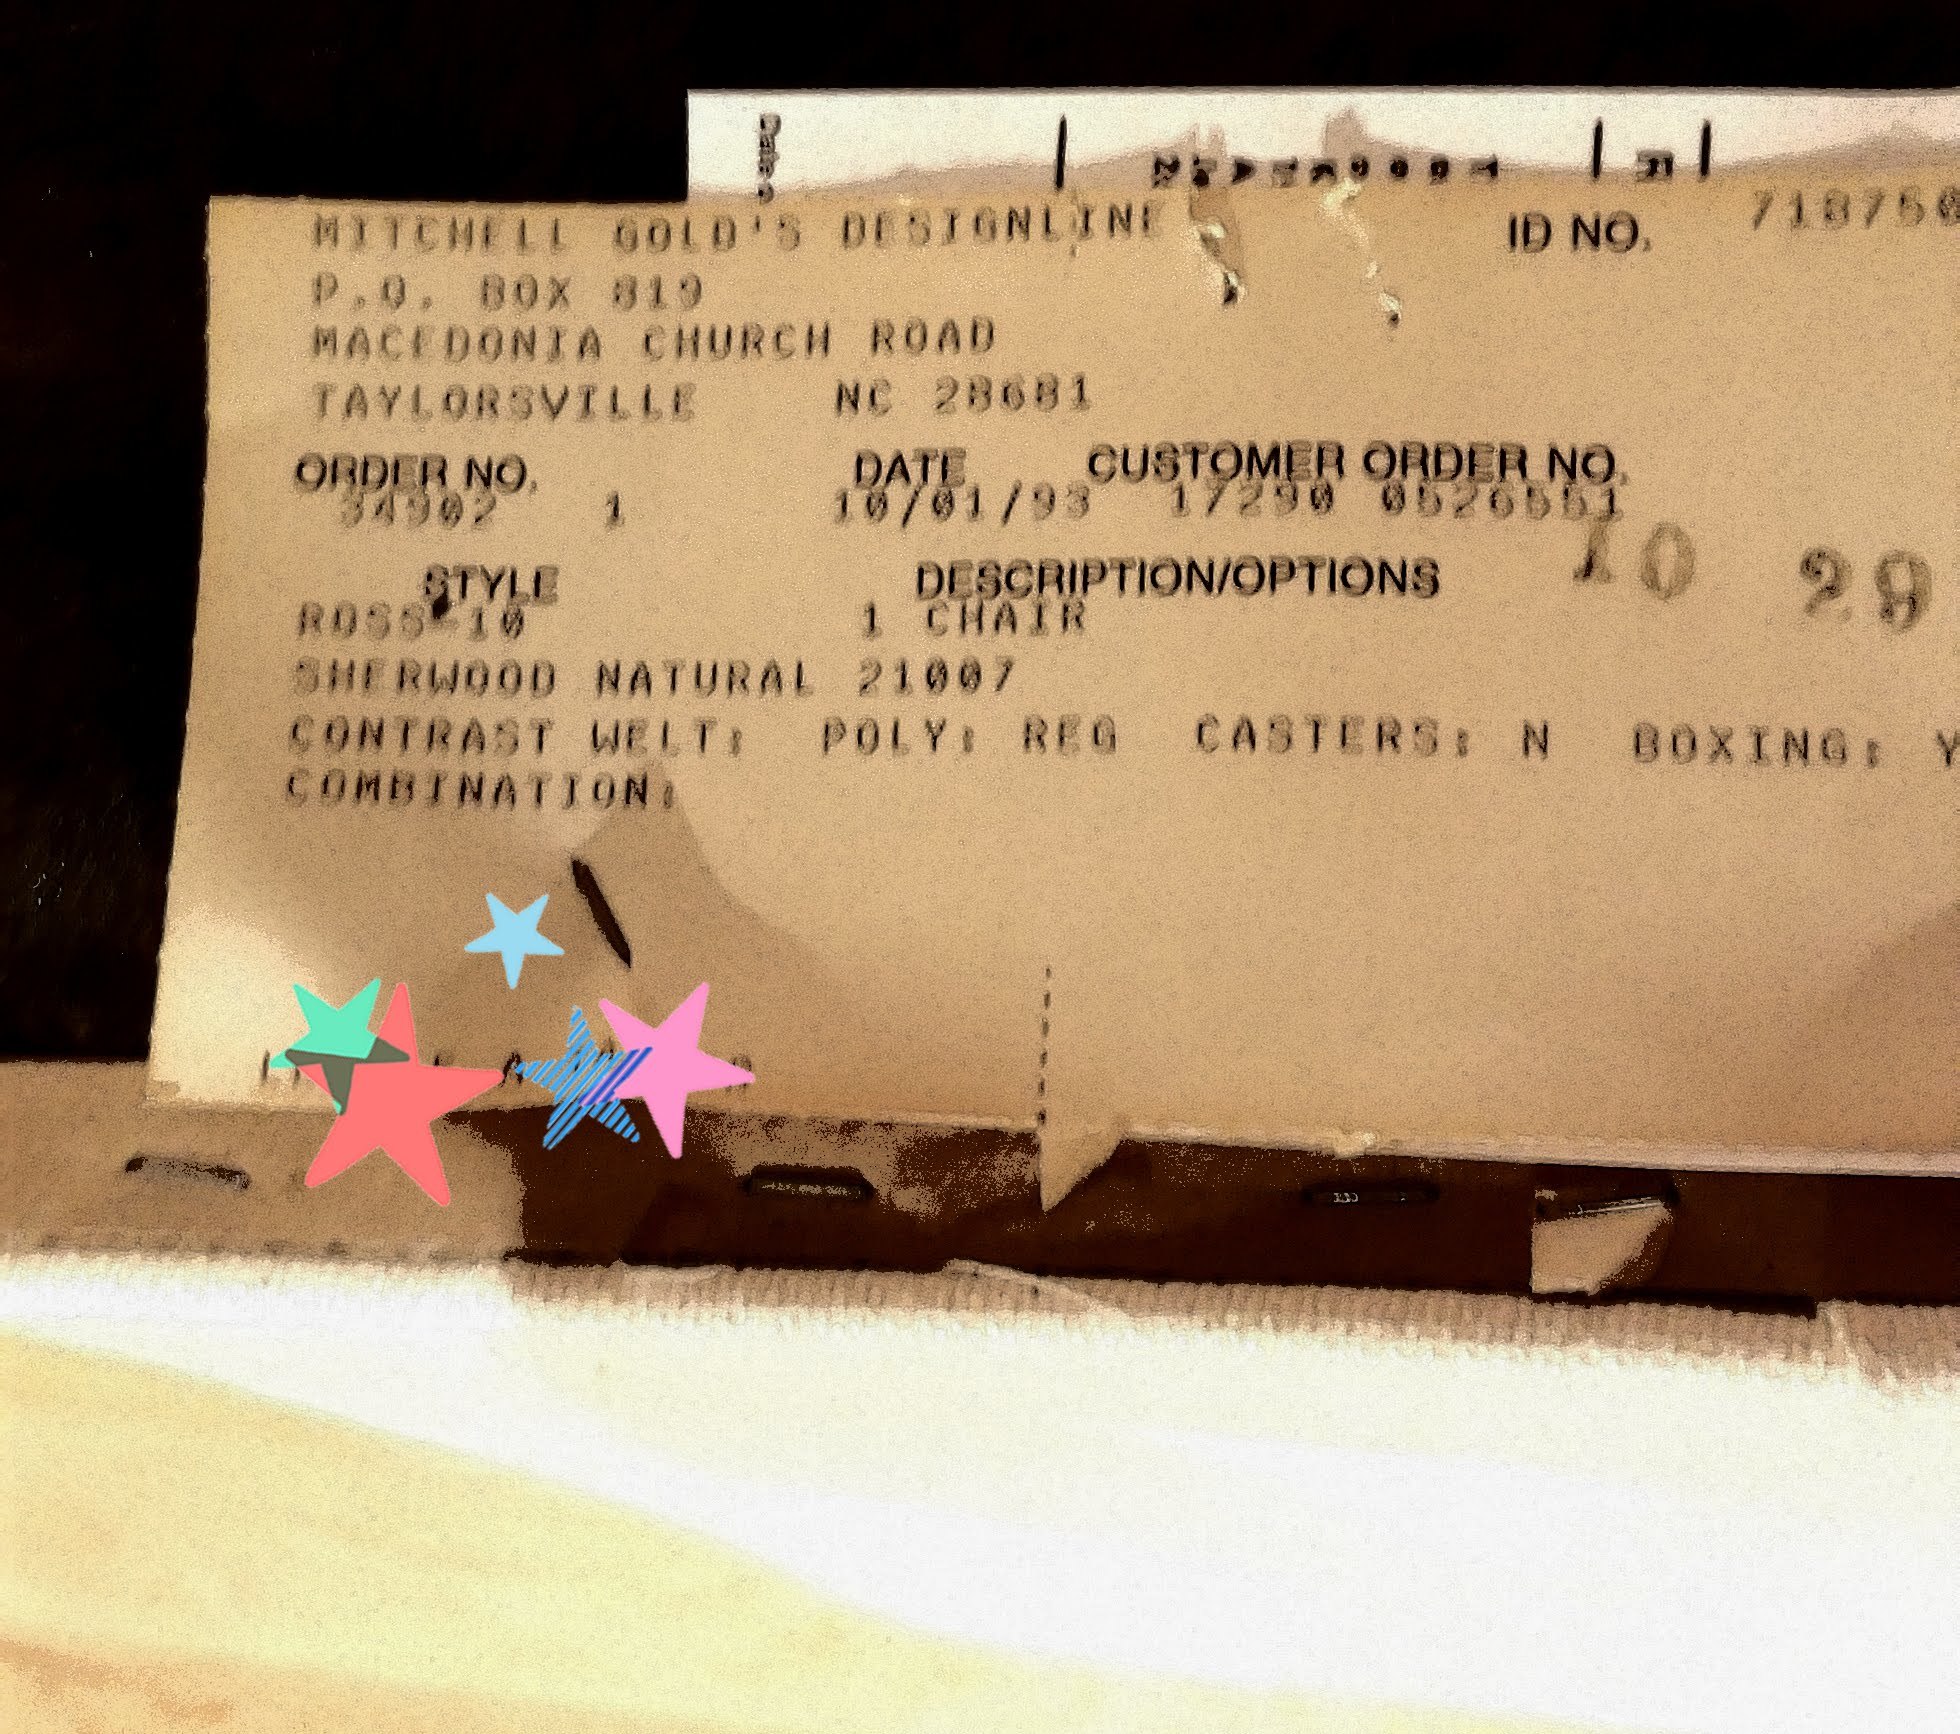 MITCHELL GOLD'S DESIGNLINE
ID NO. 718750
P.O. BOX 819
MACEDONIA CHURCH ROAD
TAYLORSVILLE NC 28681
ORDER NO. DATE CUSTOMER ORDER NO.
34902 1 10/01/93 17290 0526551
10 29
STYLE DESCRIPTION/OPTIONS
ROSS-10 1 CHAIR
SHERWOOD NATURAL 21007
CONTRAST WELT: POLY: REG CASTERS: N BOXING: Y
COMBINATION: